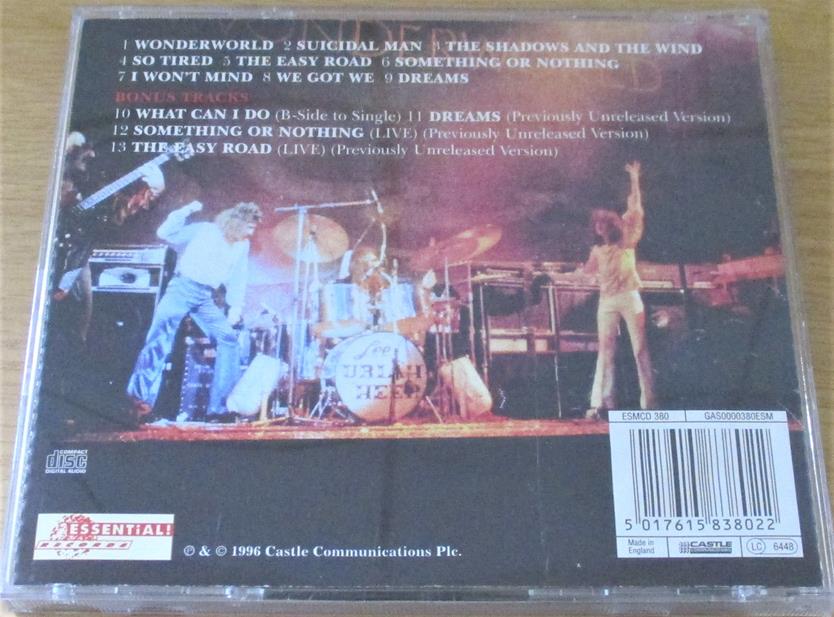 1 WONDERWORLD 2 SUICIDAL MAN 3 THE SHADOWS AND THE WIND
4 SO TIRED 5 THE EASY ROAD 6 SOMETHING OR NOTHING
7 I WON'T MIND 8 WE GOT WE 9 DREAMS
BONUS TRACKS
10 WHAT CAN I DO (B-Side to Single) 11 DREAMS (Previously Unreleased Version)
12 SOMETHING OR NOTHING (LIVE) (Previously Unreleased Version)
13 THE EASY ROAD (LIVE) (Previously Unreleased Version)
Lee
URIAH
HEEP
ESMCD 380 GAS0000380ESM
COMPACT
disc
DIGITAL AUDIO
5 017615 838022
ESSENTIAL!
RECORDS
℗ & © 1996 Castle Communications Plc.
Made in
England
CASTLE
COMMUNICATIONS
LC 6448